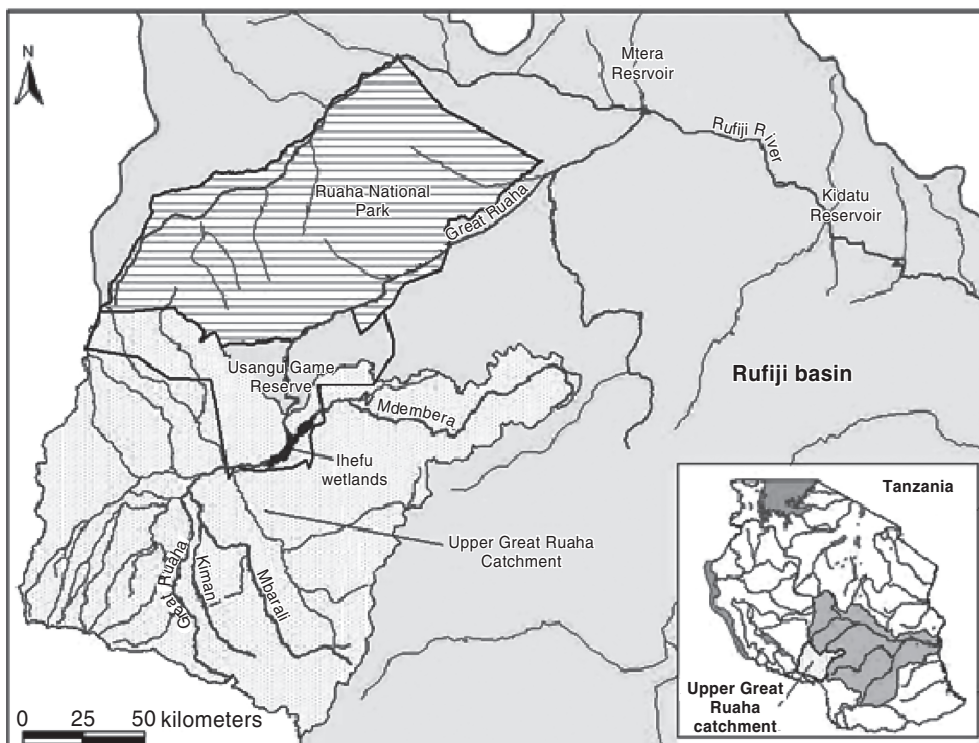 N
Mtera
Resrvoir
Rufiji River
Ruaha National
Park
Kidatu
Reservoir
Great Ruaha
Usangu Game
Reserve
Rufiji basin
Mdembera
Ihefu
wetlands
Tanzania
Upper Great Ruaha
Catchment
Great Ruaha
Kimani
Mbarali
Upper Great
Ruaha
catchment
0 25 50 kilometers